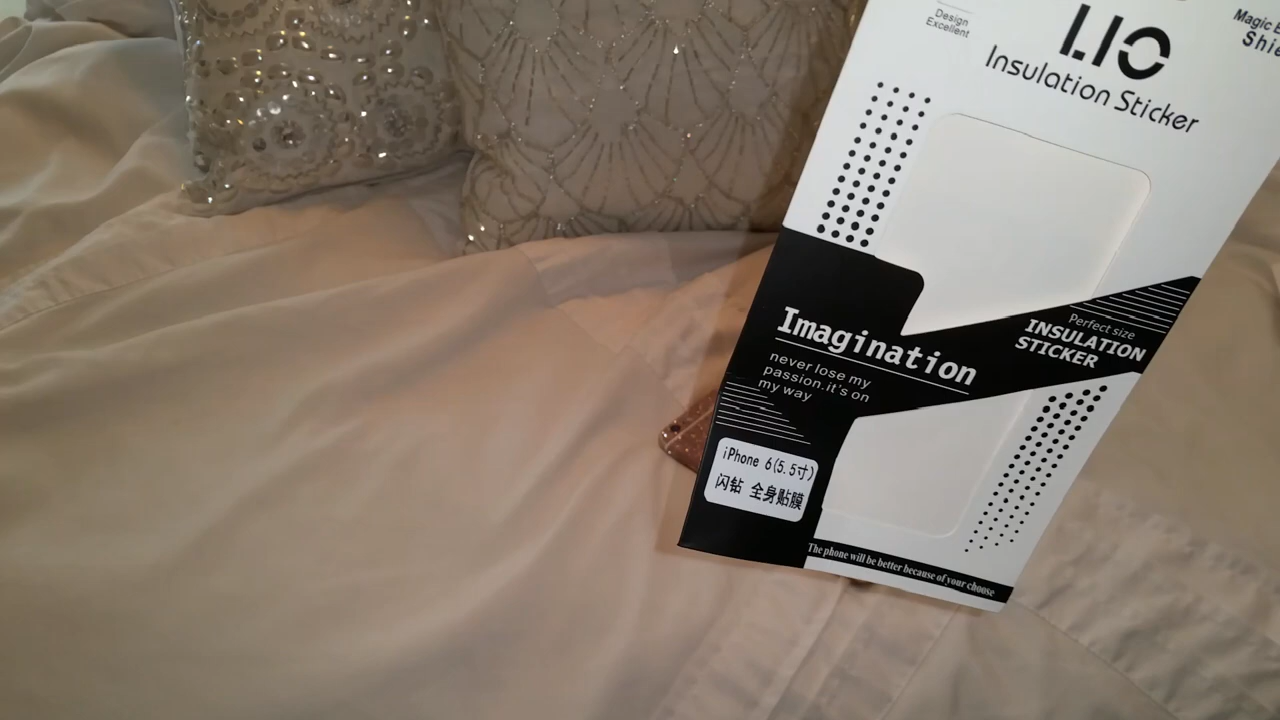 Design
Excellent
Magic
I.IO
Insulation Sticker
Imagination
never lose my
passion.it's on
my way
Perfect size
INSULATION
STICKER
iPhone 6(5.5寸)
闪钻 全身贴膜
The phone will be better because of your choose